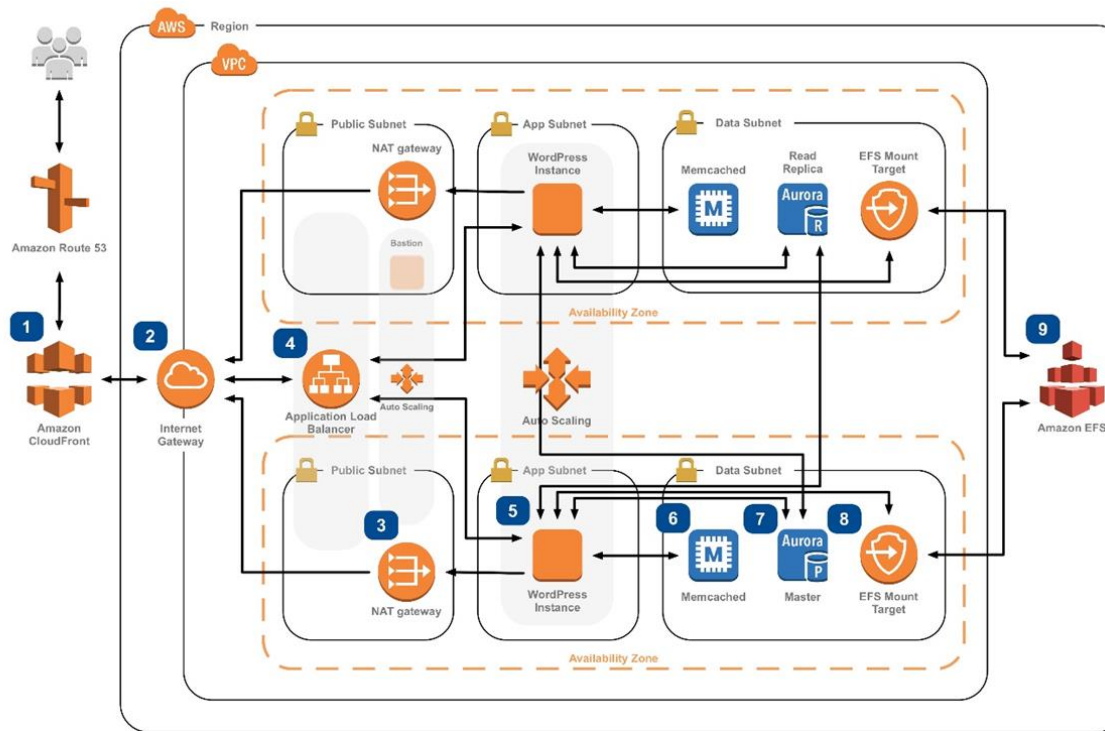 AWS
Region
VPC
Public Subnet
App Subnet
Data Subnet
NAT gateway
WordPress
Instance
Memcached
Read
Replica
EFS Mount
Target
M
Aurora
R
Amazon Route 53
Bastion
Availability Zone
1
2
4
9
Amazon
CloudFront
Internet
Gateway
Application Load
Balancer
Auto Scaling
Auto Scaling
Amazon EFS
Public Subnet
App Subnet
Data Subnet
3
5
6
7
8
M
Aurora
P
NAT gateway
WordPress
Instance
Memcached
Master
EFS Mount
Target
Availability Zone